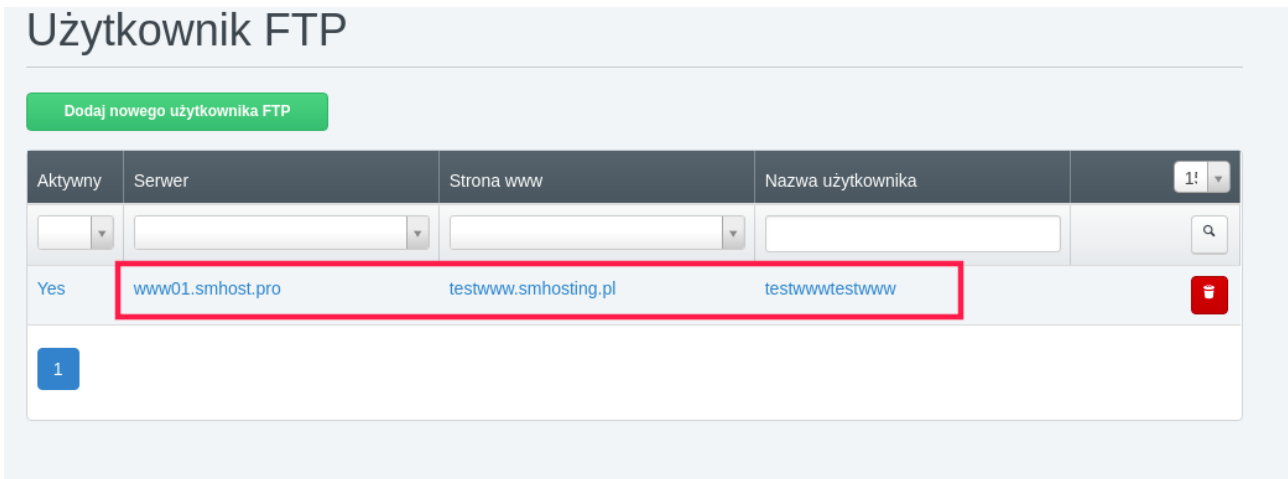 Użytkownik FTP
Dodaj nowego użytkownika FTP
Aktywny Serwer Strona www Nazwa użytkownika
Yes www01.smhost.pro testwww.smhosting.pl testwwwtestwww
1